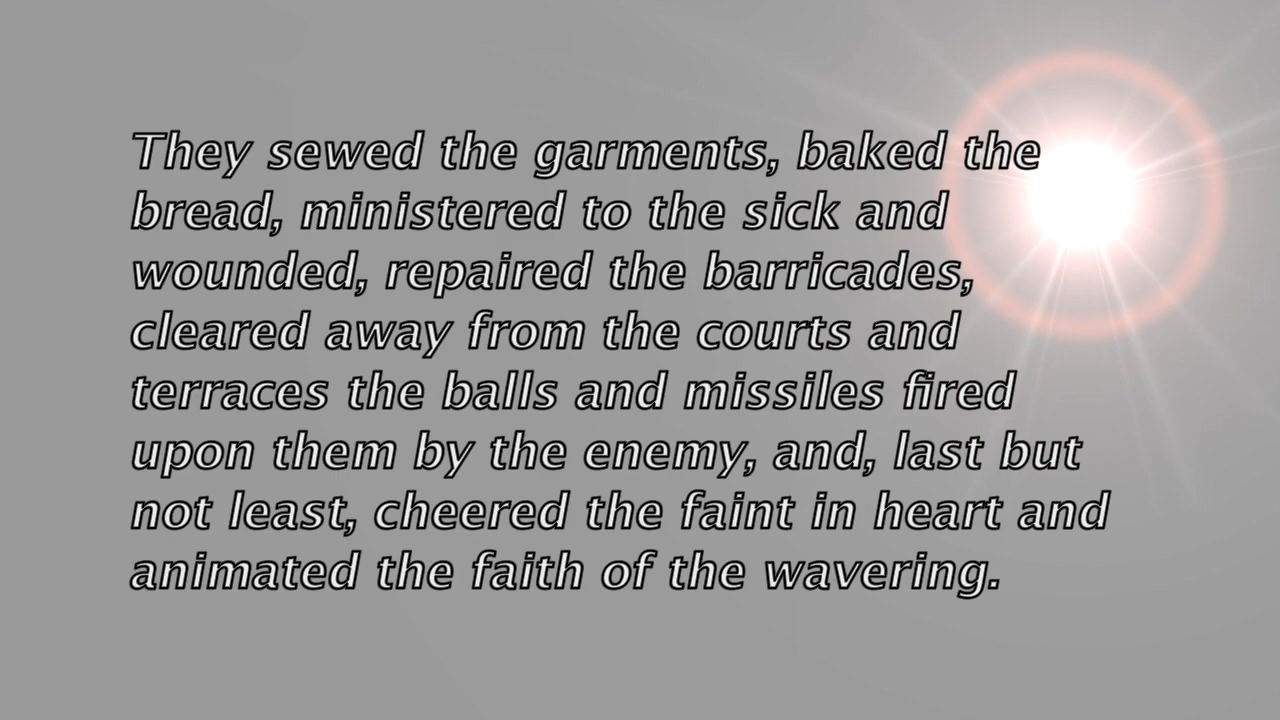 They sewed the garments, baked the
bread, ministered to the sick and
wounded, repaired the barricades,
cleared away from the courts and
terraces the balls and missiles fired
upon them by the enemy, and, last but
not least, cheered the faint in heart and
animated the faith of the wavering.